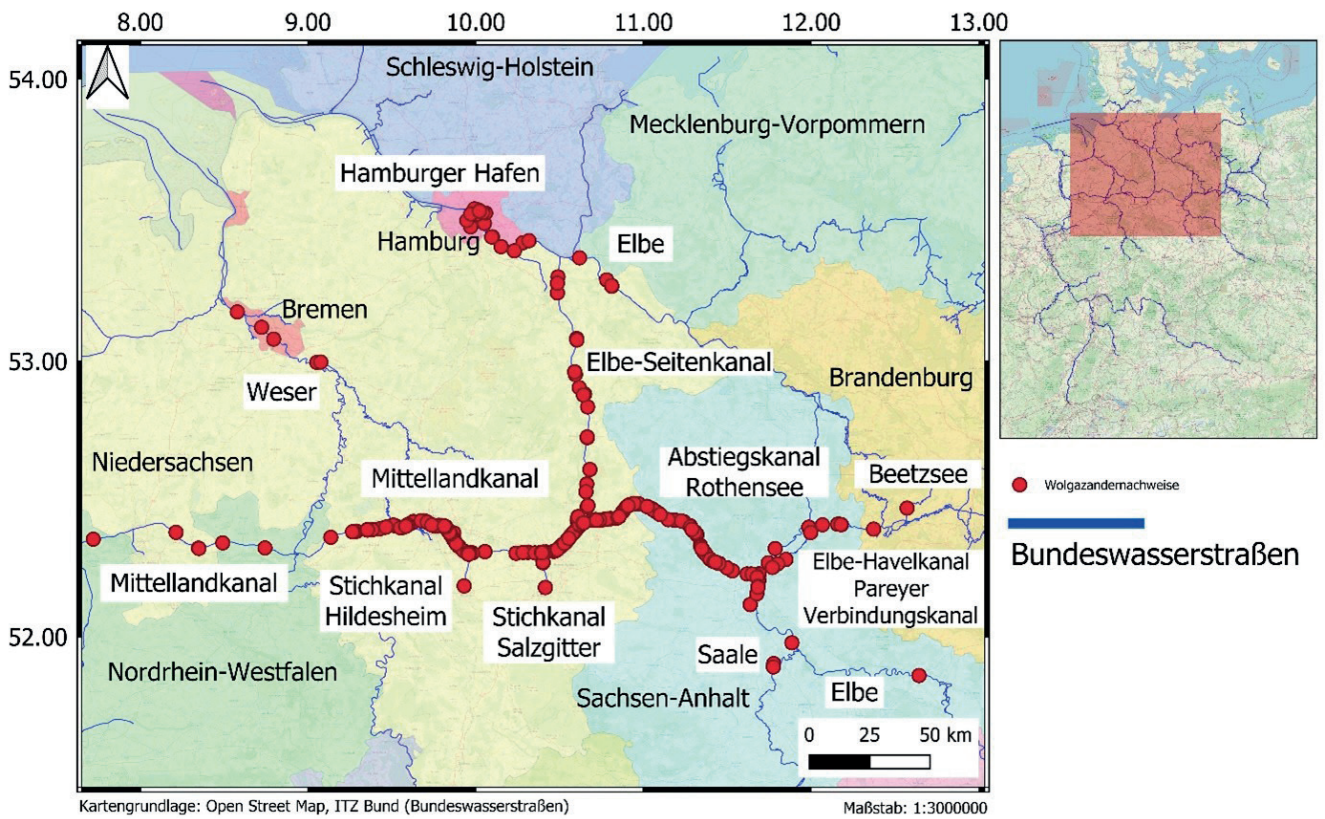 8.00 9.00 10.00 11.00 12.00 13.00
54.00
Schleswig-Holstein
Mecklenburg-Vorpommern
Hamburger Hafen
Hamburg
Elbe
Bremen
53.00
Elbe-Seitenkanal
Weser
Brandenburg
Niedersachsen
Mittellandkanal
Abstiegskanal
Rothensee
Beetzsee
Mittellandkanal
Stichkanal
Hildesheim
Stichkanal
Salzgitter
Elbe-Havelkanal
Pareyer
Verbindungskanal
52.00
Saale
Nordrhein-Westfalen
Sachsen-Anhalt
Elbe
0 25 50 km
Kartengrundlage: Open Street Map, ITZ Bund (Bundeswasserstraßen)
Maßstab: 1:3000000
Wolgazandernachweise
Bundeswasserstraßen